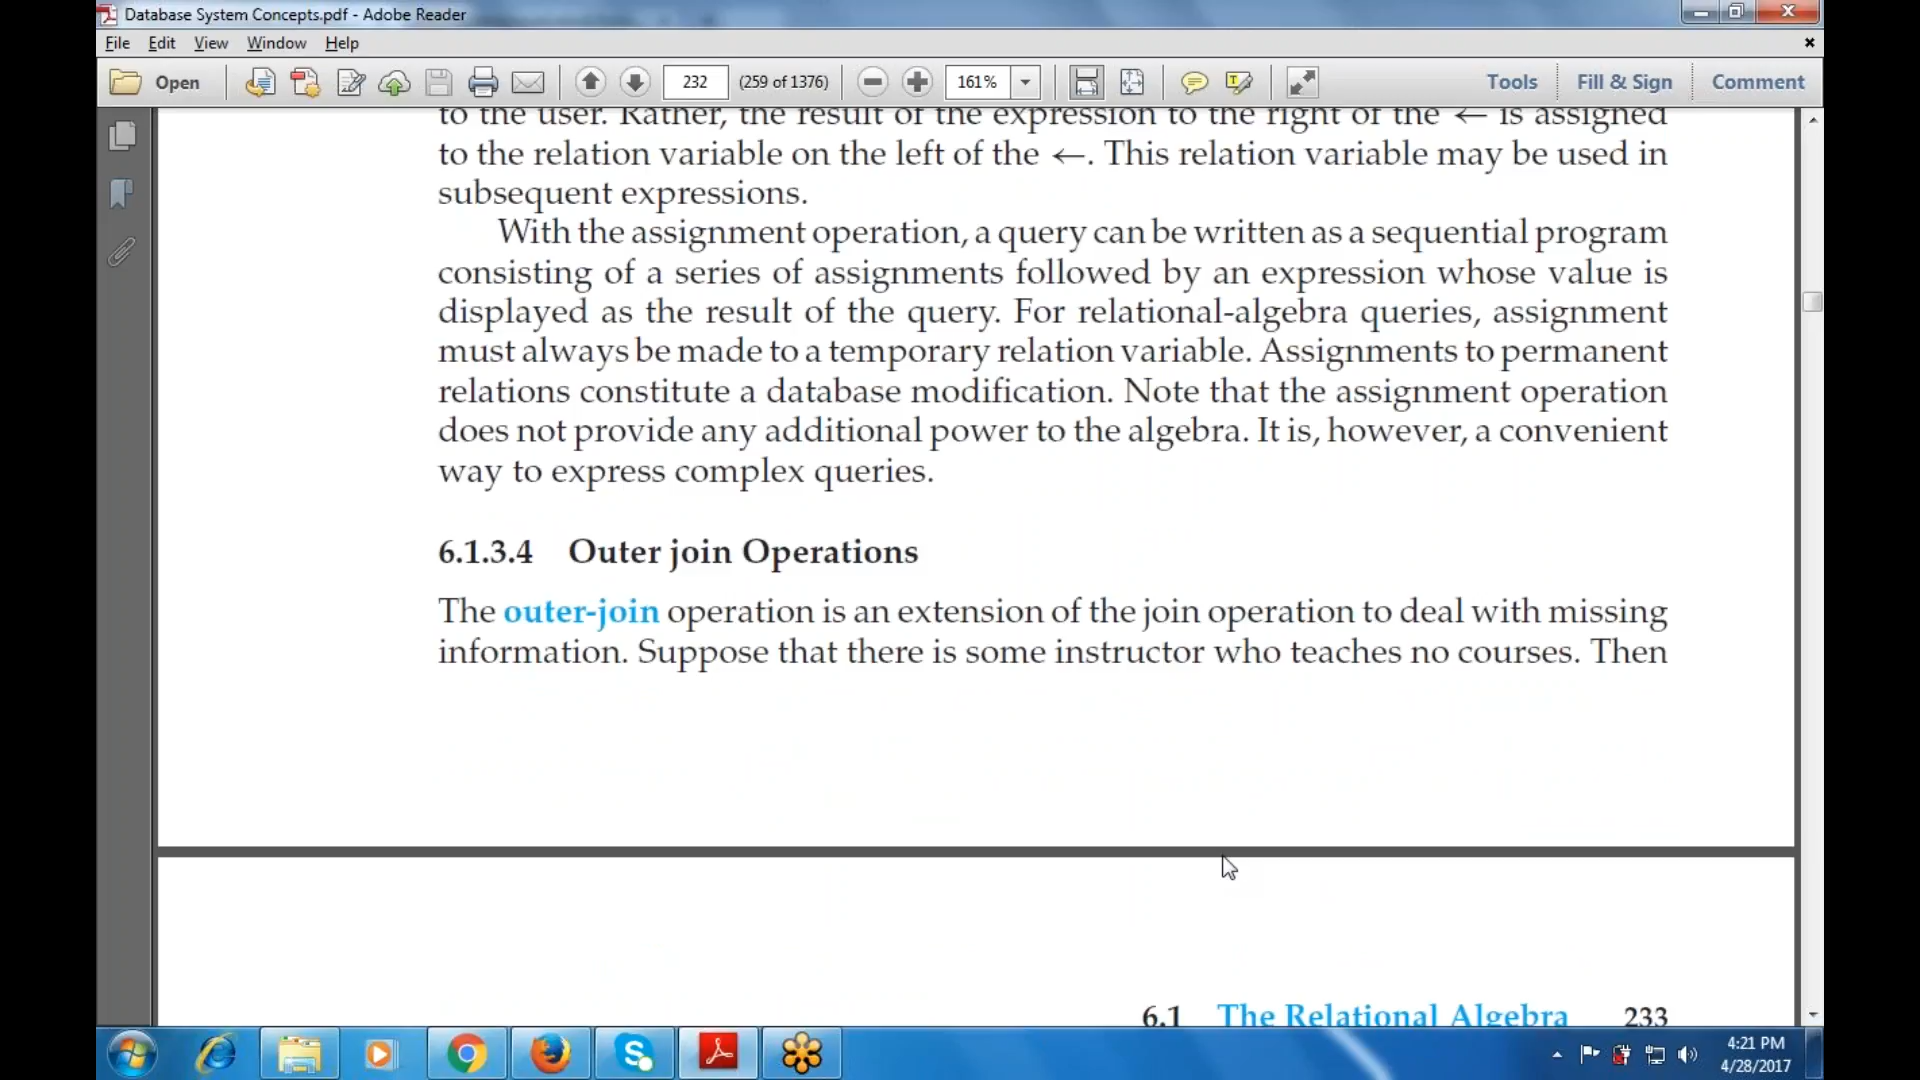 Database System Concepts.pdf - Adobe Reader
File Edit View Window Help
Open 232 (259 of 1376) 161% Tools Fill & Sign Comment
to the user. Rather, the result of the expression to the right of the ← is assigned
to the relation variable on the left of the ←. This relation variable may be used in
subsequent expressions.
With the assignment operation, a query can be written as a sequential program
consisting of a series of assignments followed by an expression whose value is
displayed as the result of the query. For relational-algebra queries, assignment
must always be made to a temporary relation variable. Assignments to permanent
relations constitute a database modification. Note that the assignment operation
does not provide any additional power to the algebra. It is, however, a convenient
way to express complex queries.
6.1.3.4 Outer join Operations
The outer-join operation is an extension of the join operation to deal with missing
information. Suppose that there is some instructor who teaches no courses. Then
6.1 The Relational Algebra 233
4:21 PM
4/28/2017